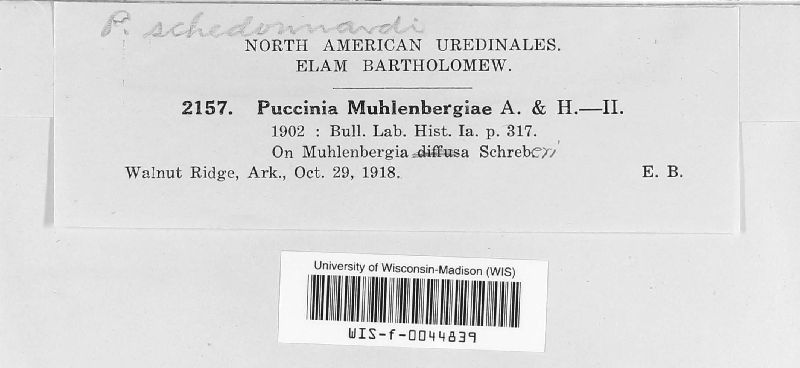 P. schedonnardi
NORTH AMERICAN UREDINALES.
ELAM BARTHOLOMEW.
2157. Puccinia Muhlenbergiae A. & H.—II.
1902 : Bull. Lab. Hist. Ia. p. 317.
On Muhlenbergia diffusa Schreberi
Walnut Ridge, Ark., Oct. 29, 1918. E. B.
University of Wisconsin-Madison (WIS)
WIS-f-0044839